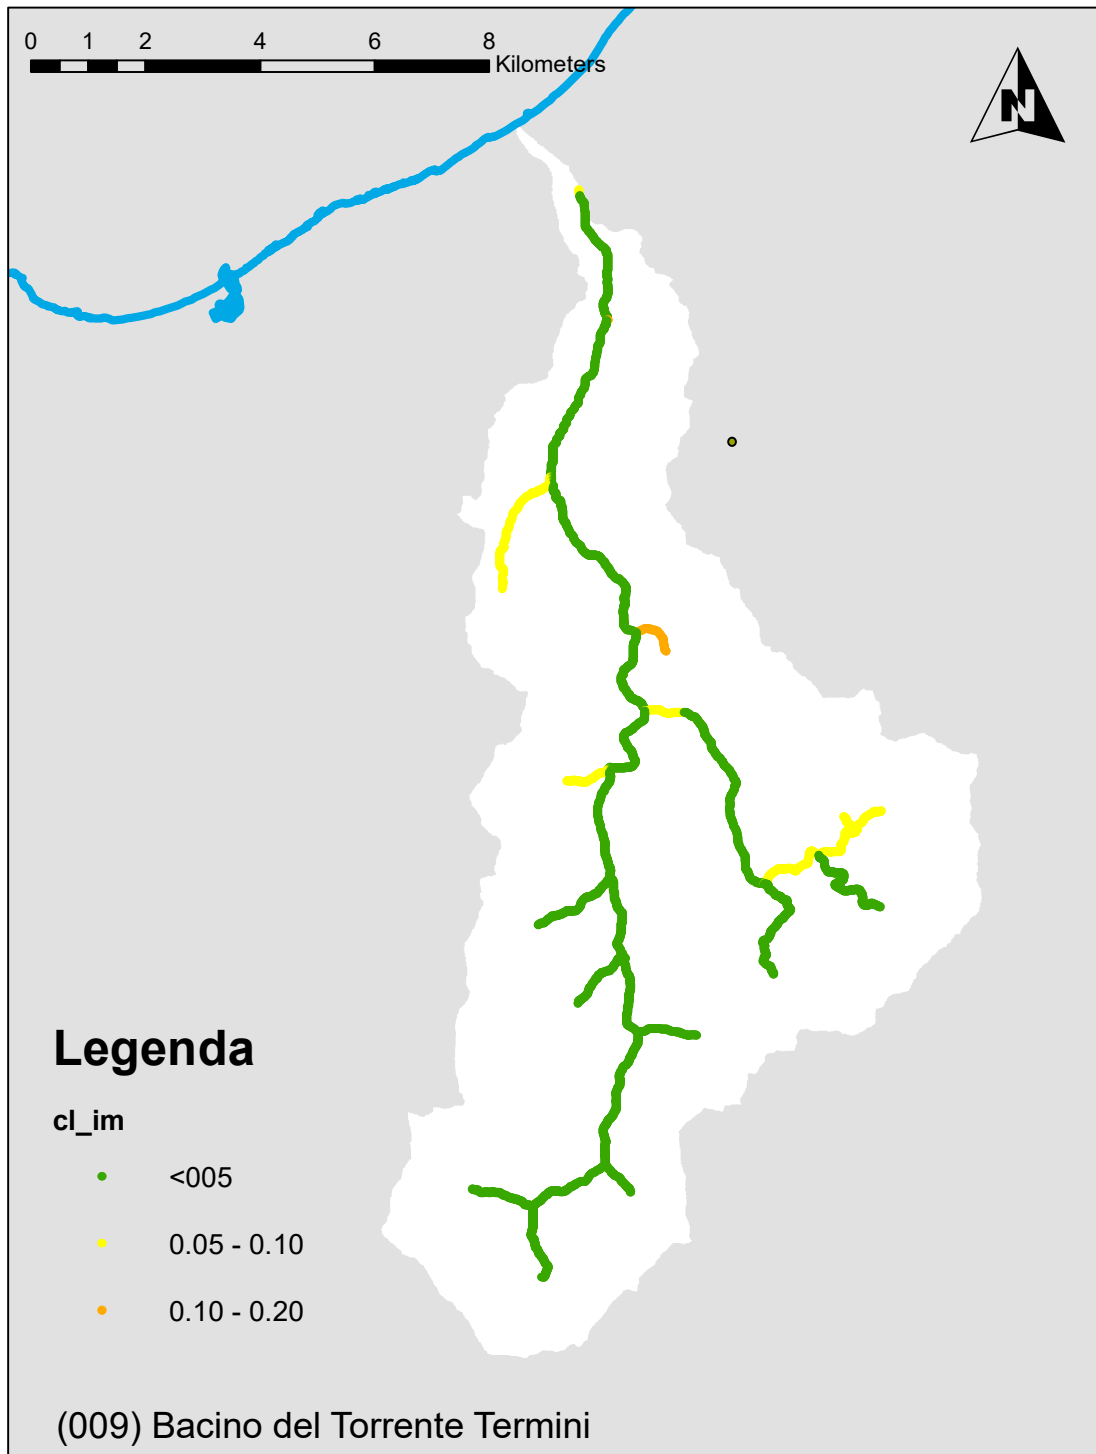 0 1 2 4 6 8
Kilometers
N
Legenda
cl_im
<005
0.05 - 0.10
0.10 - 0.20
(009) Bacino del Torrente Termini